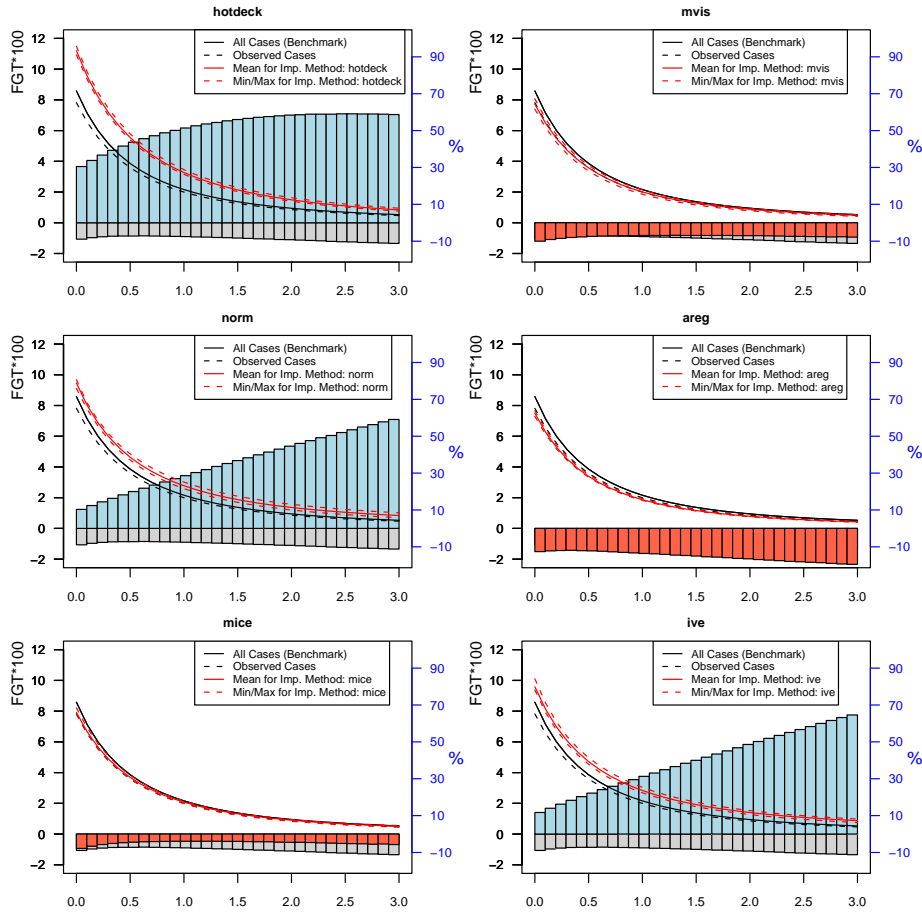 hotdeck
FGT*100
12
10
8
6
4
2
0
−2
All Cases (Benchmark)
Observed Cases
Mean for Imp. Method: hotdeck
Min/Max for Imp. Method: hotdeck
90
70
50
30
10
−10
%
0.0 0.5 1.0 1.5 2.0 2.5 3.0
mvis
12
10
8
6
4
2
0
−2
All Cases (Benchmark)
Observed Cases
Mean for Imp. Method: mvis
Min/Max for Imp. Method: mvis
90
70
50
30
10
−10
%
0.0 0.5 1.0 1.5 2.0 2.5 3.0
norm
FGT*100
12
10
8
6
4
2
0
−2
All Cases (Benchmark)
Observed Cases
Mean for Imp. Method: norm
Min/Max for Imp. Method: norm
90
70
50
30
10
−10
%
0.0 0.5 1.0 1.5 2.0 2.5 3.0
areg
12
10
8
6
4
2
0
−2
All Cases (Benchmark)
Observed Cases
Mean for Imp. Method: areg
Min/Max for Imp. Method: areg
90
70
50
30
10
−10
%
0.0 0.5 1.0 1.5 2.0 2.5 3.0
mice
FGT*100
12
10
8
6
4
2
0
−2
All Cases (Benchmark)
Observed Cases
Mean for Imp. Method: mice
Min/Max for Imp. Method: mice
90
70
50
30
10
−10
%
0.0 0.5 1.0 1.5 2.0 2.5 3.0
ive
12
10
8
6
4
2
0
−2
All Cases (Benchmark)
Observed Cases
Mean for Imp. Method: ive
Min/Max for Imp. Method: ive
90
70
50
30
10
−10
%
0.0 0.5 1.0 1.5 2.0 2.5 3.0